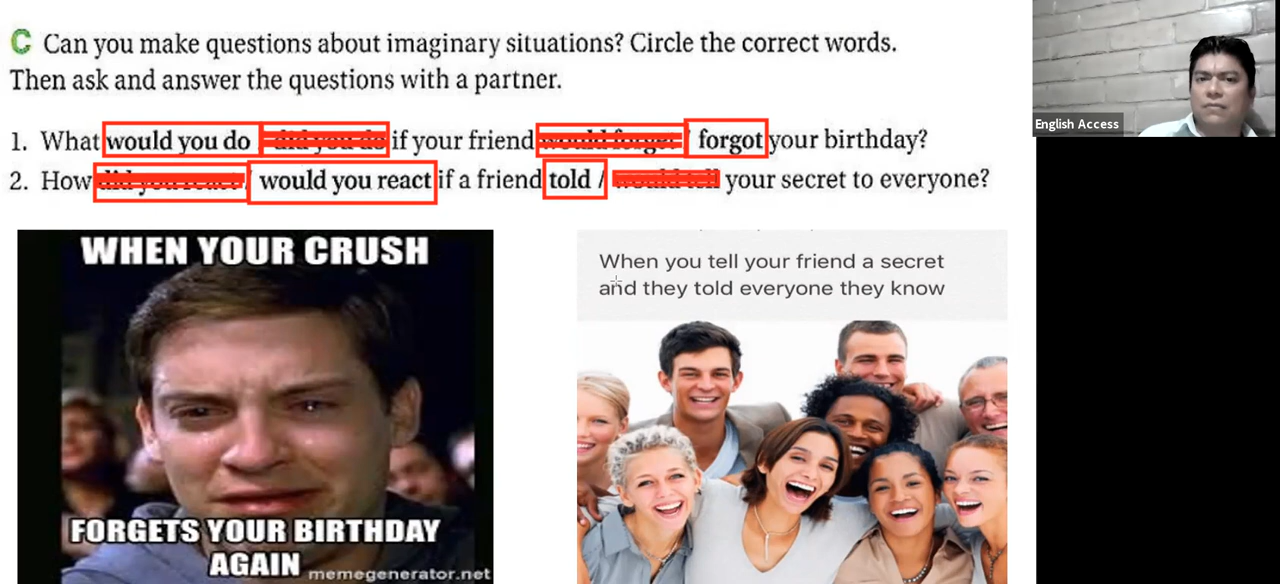 C Can you make questions about imaginary situations? Circle the correct words.
Then ask and answer the questions with a partner.
1. What would you do / did you do if your friend would forget / forgot your birthday?
2. How did you react / would you react if a friend told / would tell your secret to everyone?
WHEN YOUR CRUSH
FORGETS YOUR BIRTHDAY
AGAIN
memegenerator.net
When you tell your friend a secret
and they told everyone they know
English Access